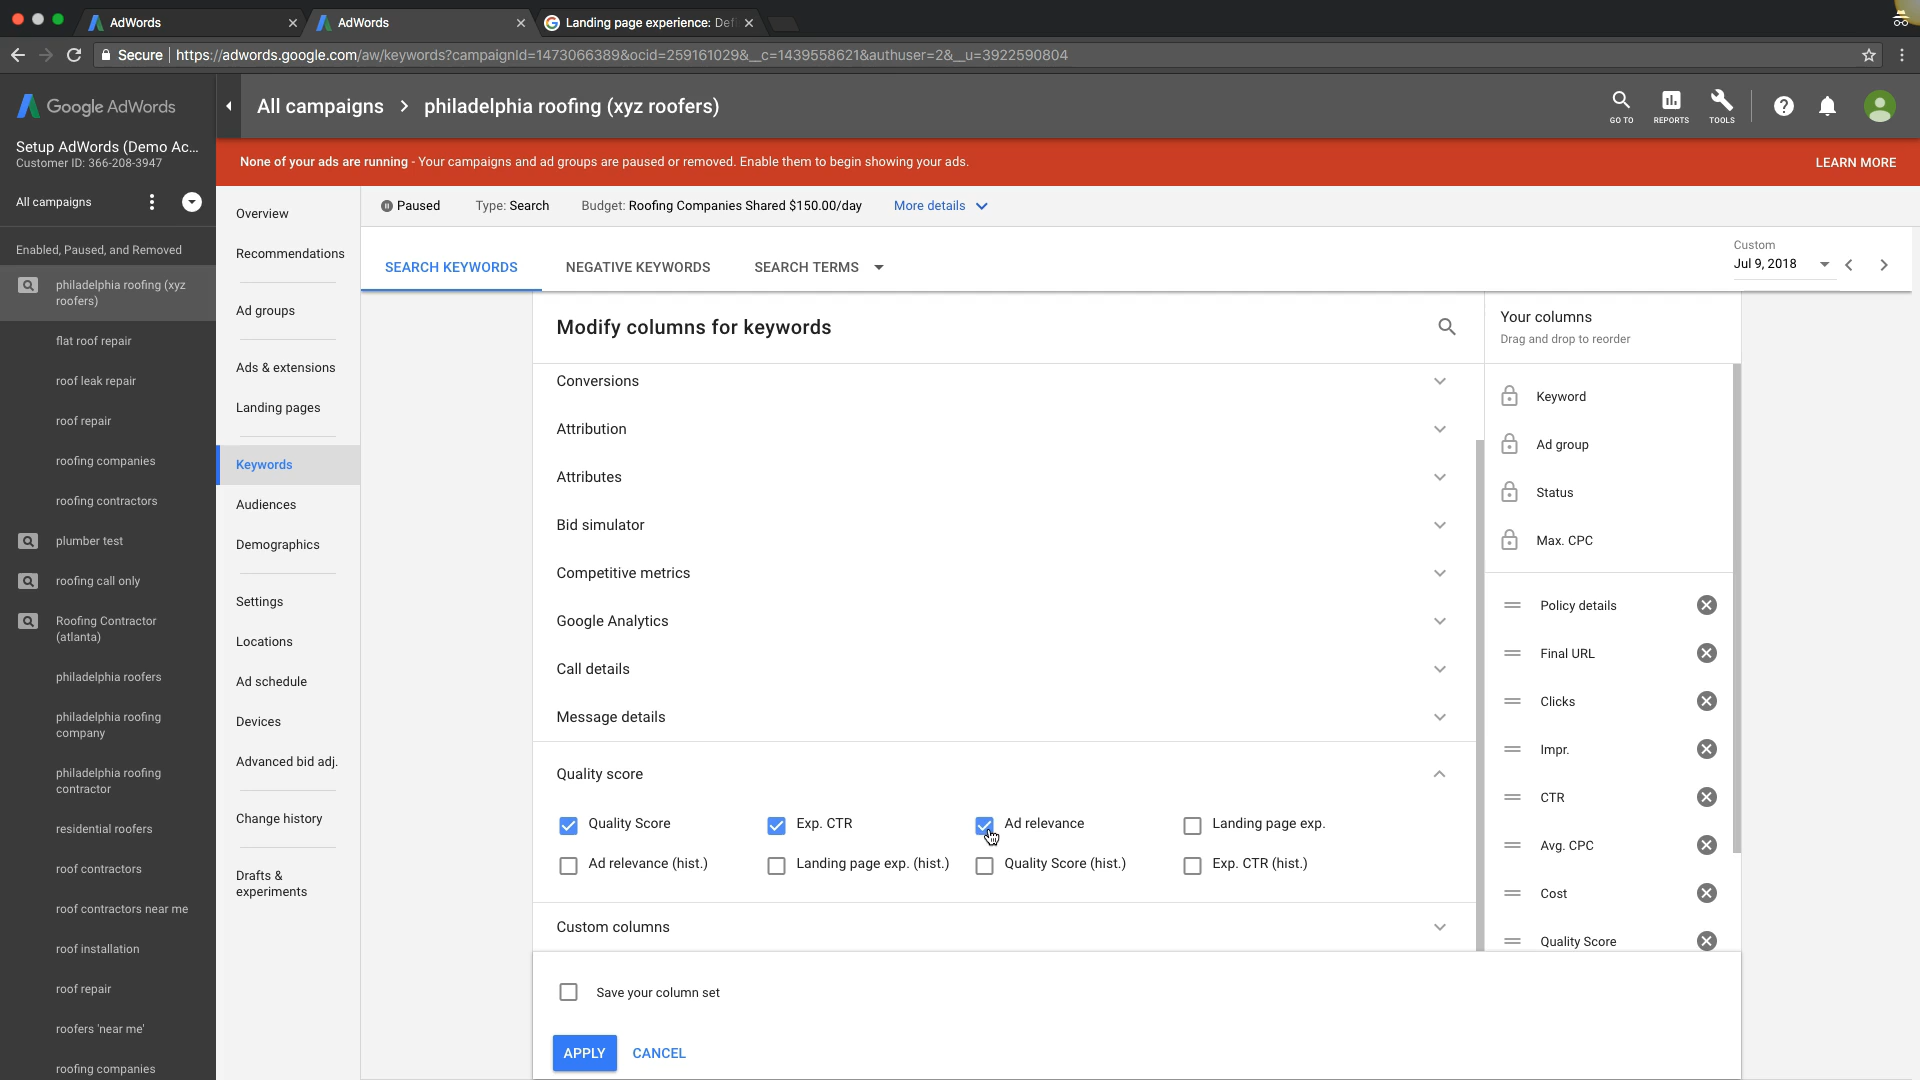 AdWords
AdWords
Landing page experience: Def
Secure
https://adwords.google.com/aw/keywords?campaignId=1473066389&ocid=259161029&__c=1439558621&authuser=2&__u=3922590804
Google AdWords
Setup AdWords (Demo Ac...
Customer ID: 366-208-3947
All campaigns
Enabled, Paused, and Removed
philadelphia roofing (xyz
roofers)
flat roof repair
roof leak repair
roof repair
roofing companies
roofing contractors
plumber test
roofing call only
Roofing Contractor
(atlanta)
philadelphia roofers
philadelphia roofing
company
philadelphia roofing
contractor
residential roofers
roof contractors
roof contractors near me
roof installation
roof repair
roofers 'near me'
roofing companies
All campaigns > philadelphia roofing (xyz roofers)
GO TO
REPORTS
TOOLS
None of your ads are running - Your campaigns and ad groups are paused or removed. Enable them to begin showing your ads.
LEARN MORE
Overview
Recommendations
Ad groups
Ads & extensions
Landing pages
Keywords
Audiences
Demographics
Settings
Locations
Ad schedule
Devices
Advanced bid adj.
Change history
Drafts &
experiments
Paused
Type: Search
Budget: Roofing Companies Shared $150.00/day
More details
SEARCH KEYWORDS
NEGATIVE KEYWORDS
SEARCH TERMS
Custom
Jul 9, 2018
Modify columns for keywords
Conversions
Attribution
Attributes
Bid simulator
Competitive metrics
Google Analytics
Call details
Message details
Quality score
Quality Score
Exp. CTR
Ad relevance
Landing page exp.
Ad relevance (hist.)
Landing page exp. (hist.)
Quality Score (hist.)
Exp. CTR (hist.)
Custom columns
Save your column set
APPLY
CANCEL
Your columns
Drag and drop to reorder
Keyword
Ad group
Status
Max. CPC
Policy details
Final URL
Clicks
Impr.
CTR
Avg. CPC
Cost
Quality Score